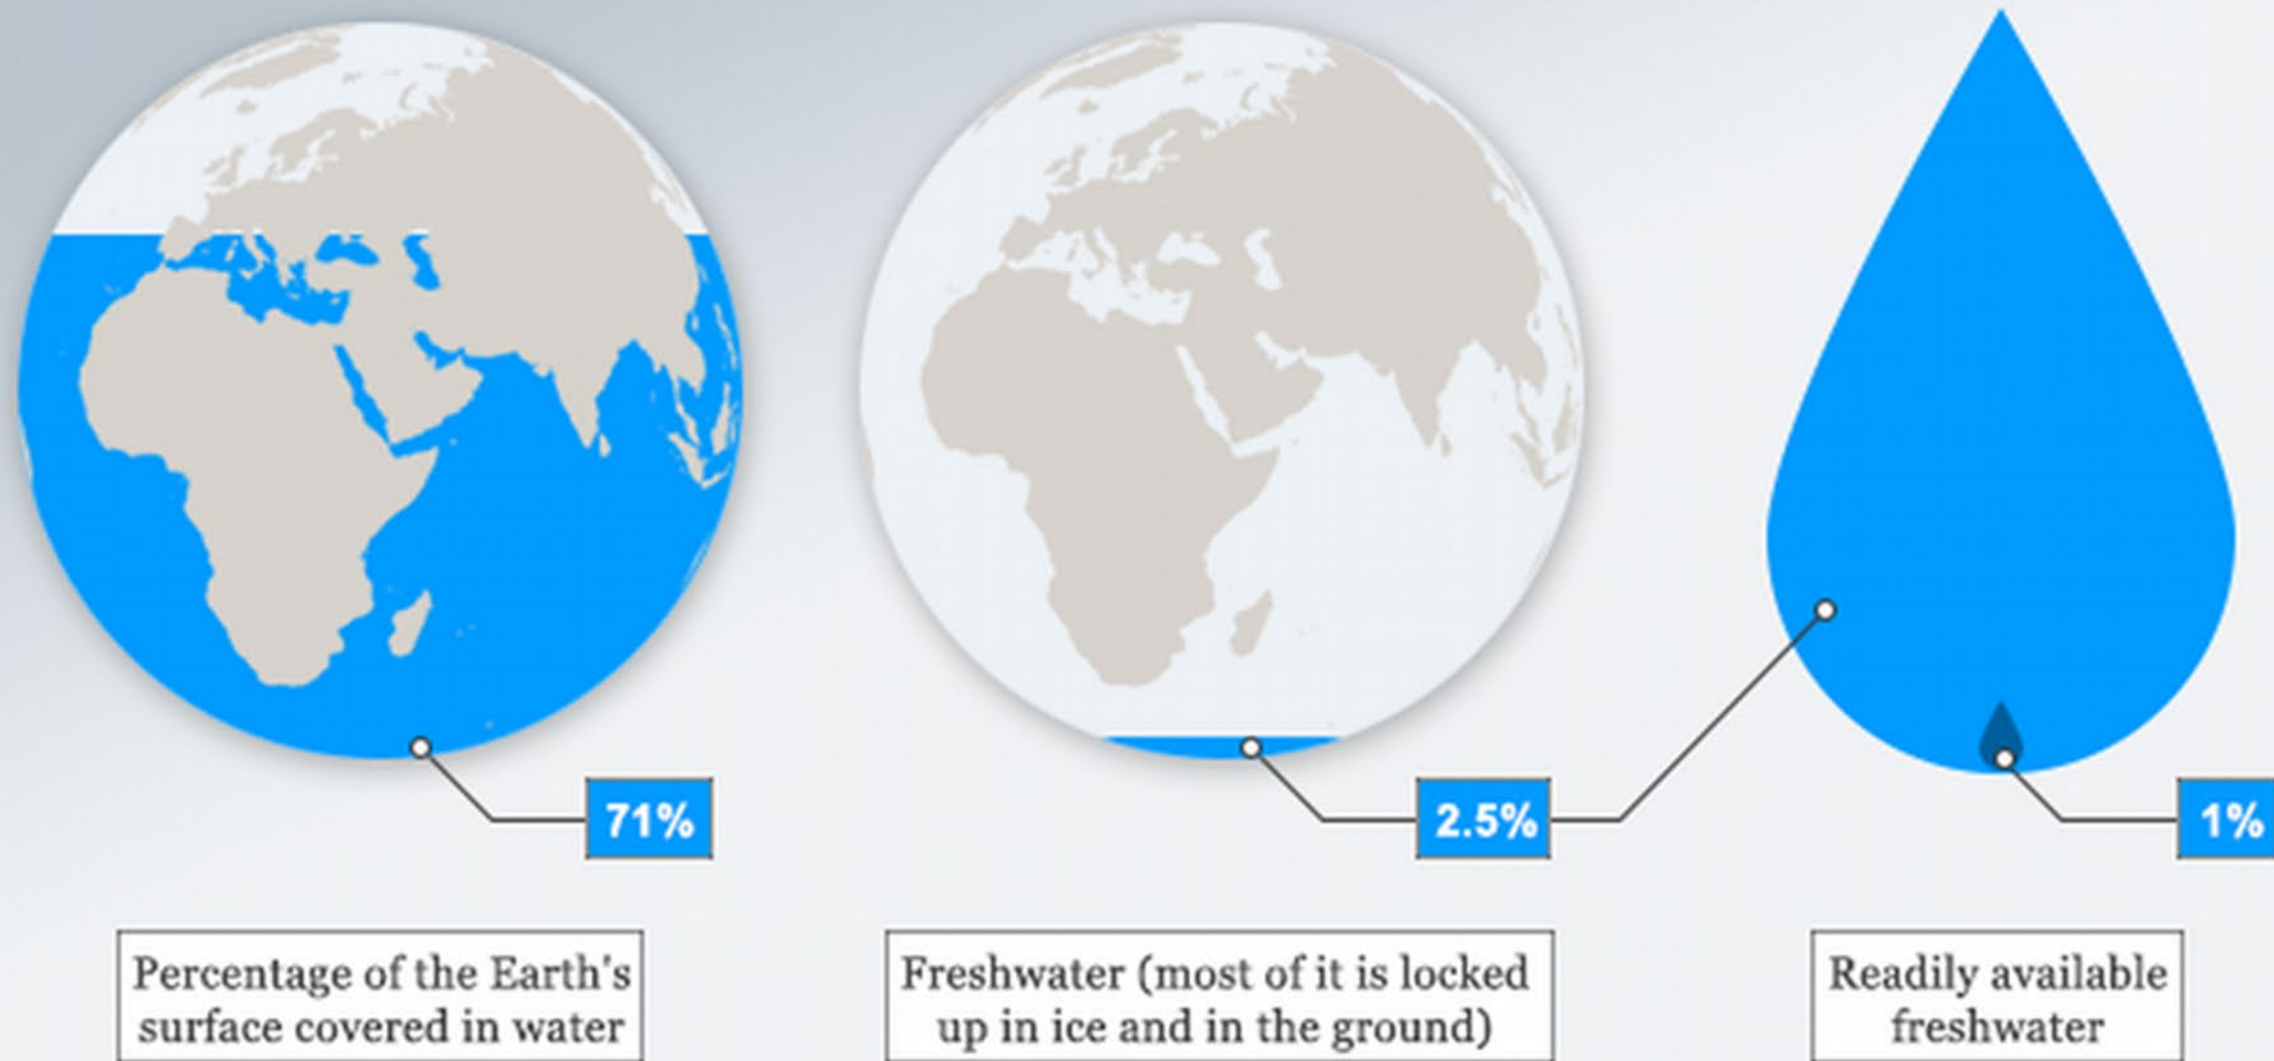 71%
2.5%
1%
Percentage of the Earth's
surface covered in water
Freshwater (most of it is locked
up in ice and in the ground)
Readily available
freshwater